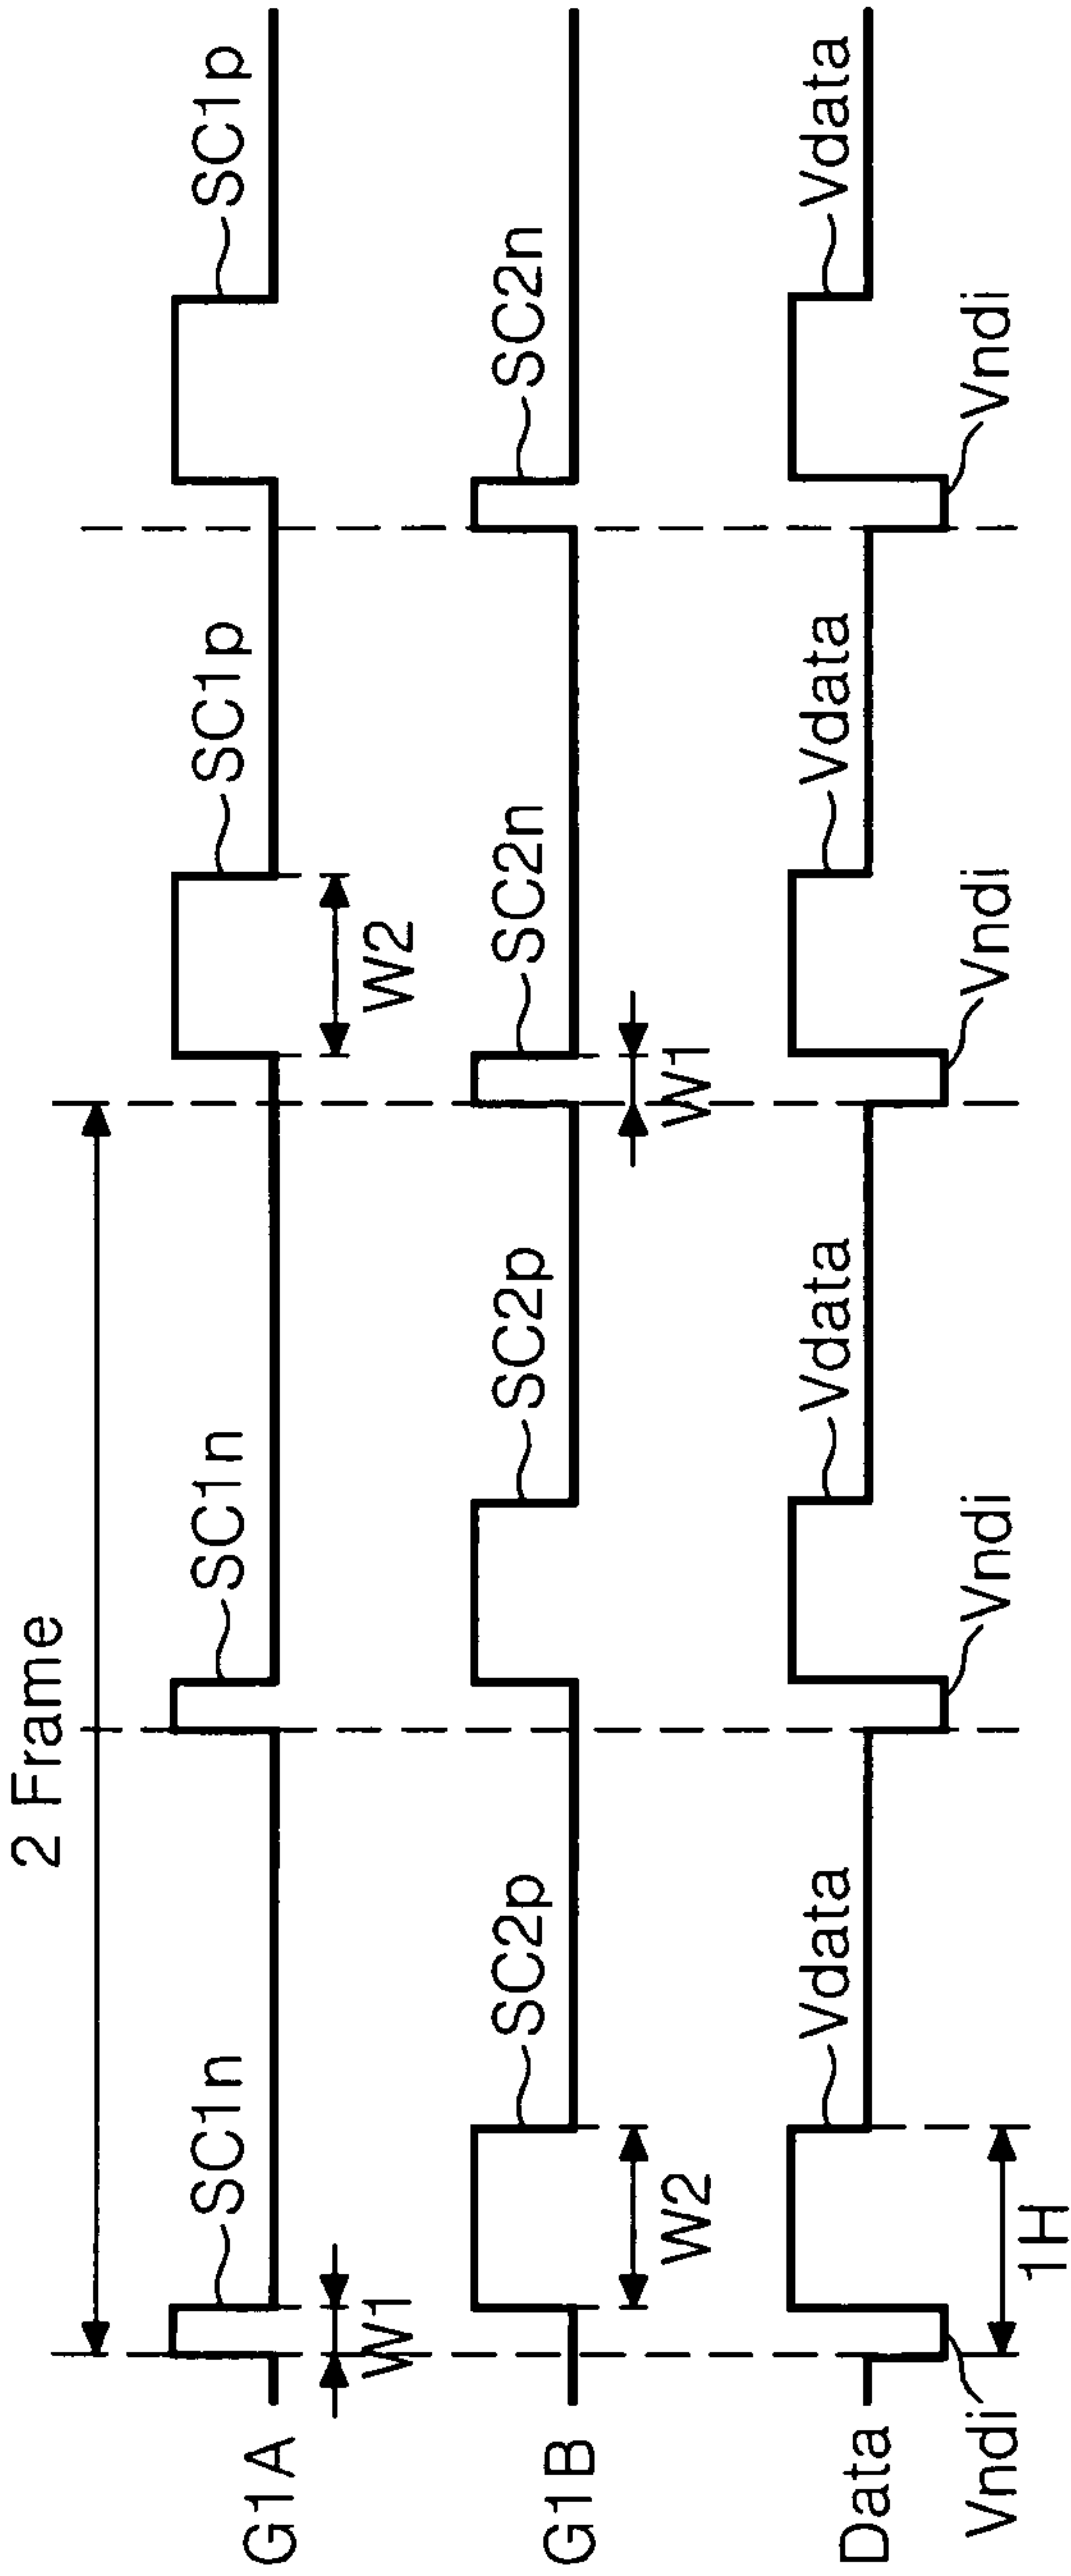 2 Frame
G1A
SC1n
SC1n
SC1p
SC1p
W1
W2
G1B
SC2p
SC2p
SC2n
SC2n
W2
W1
Data
Vdata
Vdata
Vdata
Vdata
Vndi
Vndi
Vndi
Vndi
1H